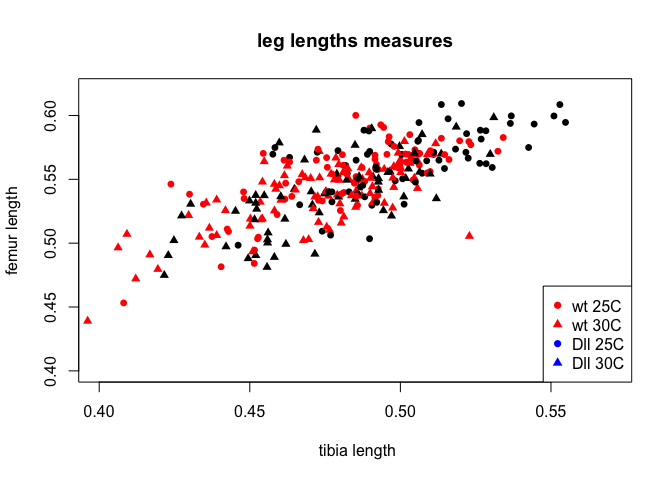 leg lengths measures
femur length
0.60
0.55
0.50
0.45
0.40
wt 25C
wt 30C
Dll 25C
Dll 30C
0.40 0.45 0.50 0.55
tibia length